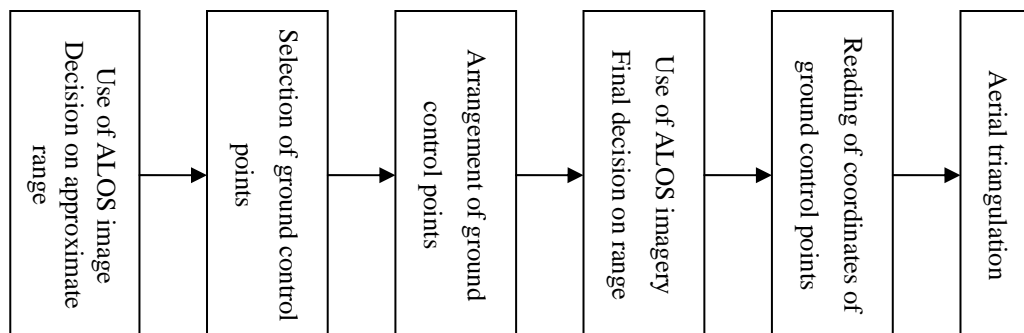 Use of ALOS image
Decision on approximate
range
Selection of ground control
points
Arrangement of ground
control points
Use of ALOS imagery
Final decision on range
Reading of coordinates of
ground control points
Aerial triangulation